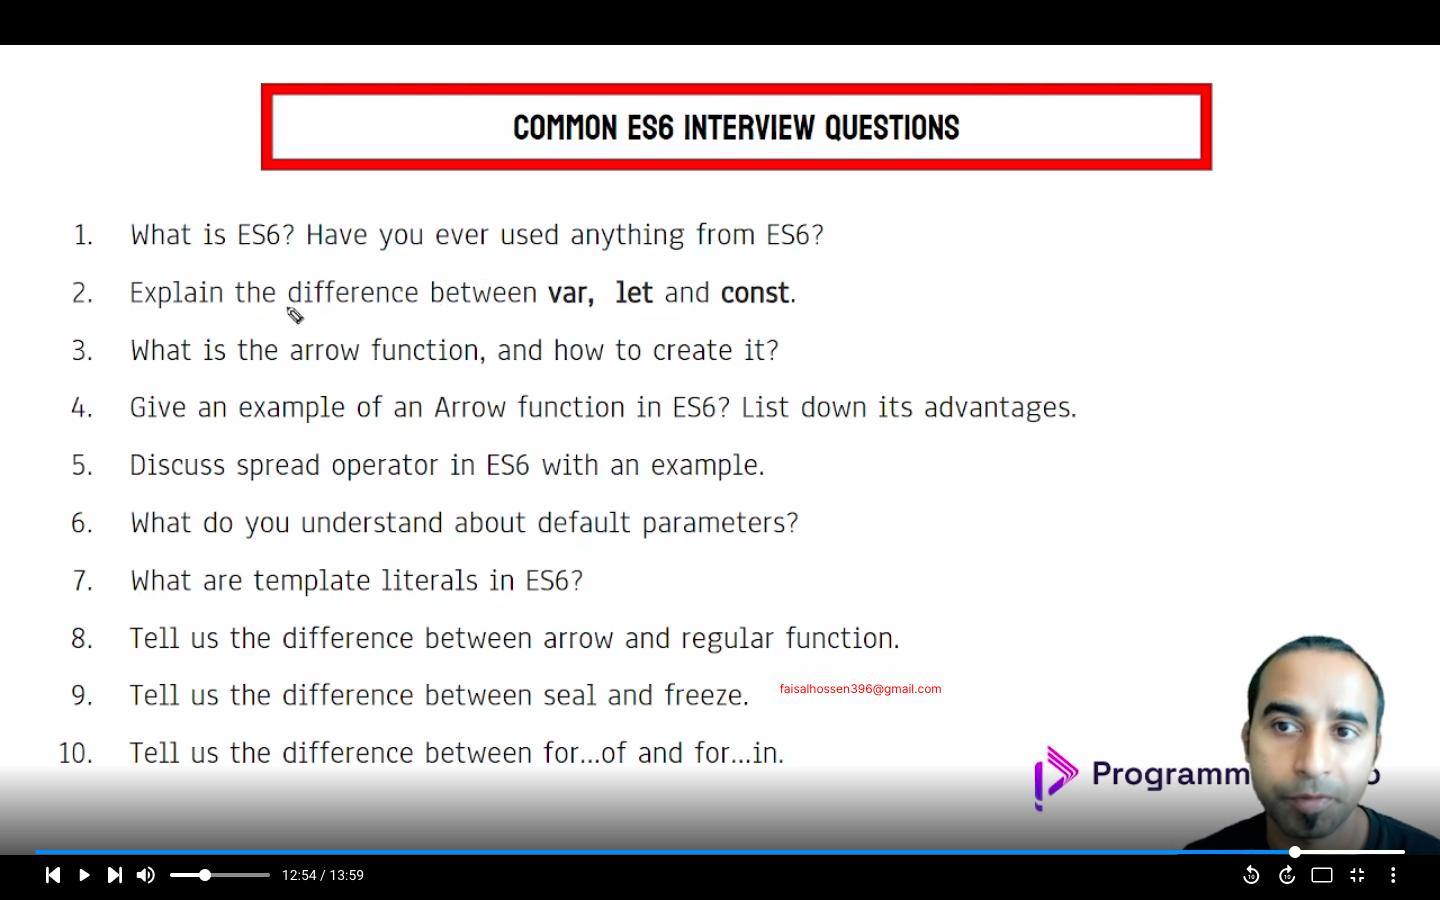 COMMON ES6 INTERVIEW QUESTIONS
1. What is ES6? Have you ever used anything from ES6?
2. Explain the difference between var, let and const.
3. What is the arrow function, and how to create it?
4. Give an example of an Arrow function in ES6? List down its advantages.
5. Discuss spread operator in ES6 with an example.
6. What do you understand about default parameters?
7. What are template literals in ES6?
8. Tell us the difference between arrow and regular function.
9. Tell us the difference between seal and freeze.
faisalhossen396@gmail.com
10. Tell us the difference between for...of and for...in.
12:54 / 13:59
10
10